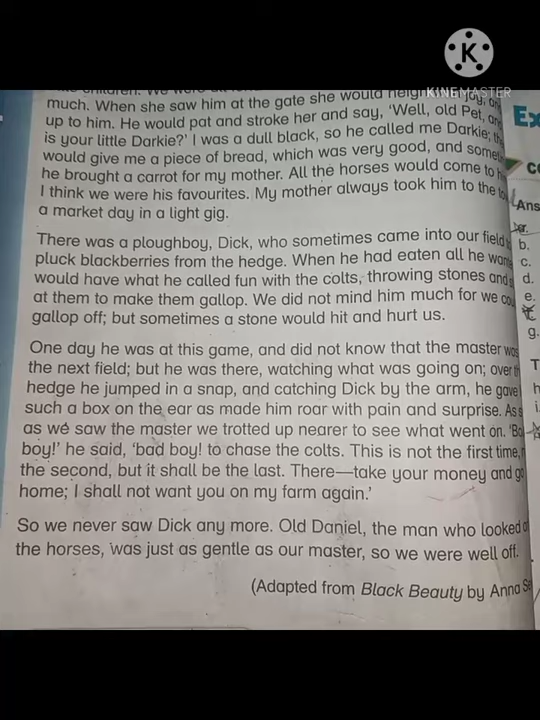 KINEMASTER
much. When she saw him at the gate she would neigh joy, an
up to him. He would pat and stroke her and say, 'Well, old Pet, an
is your little Darkie?' I was a dull black, so he called me Darkie; th
would give me a piece of bread, which was very good, and somet
he brought a carrot for my mother. All the horses would come to h
I think we were his favourites. My mother always took him to the
a market day in a light gig.
There was a ploughboy, Dick, who sometimes came into our field
pluck blackberries from the hedge. When he had eaten all he wan
would have what he called fun with the colts, throwing stones and
at them to make them gallop. We did not mind him much for we co
gallop off; but sometimes a stone would hit and hurt us.
One day he was at this game, and did not know that the master was
the next field; but he was there, watching what was going on; over
hedge he jumped in a snap, and catching Dick by the arm, he gave
such a box on the ear as made him roar with pain and surprise. As s
as we saw the master we trotted up nearer to see what went on. 'Ba
boy!' he said, 'bad boy! to chase the colts. This is not the first time,
the second, but it shall be the last. There—take your money and go
home; I shall not want you on my farm again.'
So we never saw Dick any more. Old Daniel, the man who looked
the horses, was just as gentle as our master, so we were well off.
(Adapted from Black Beauty by Anna Se
Ex
Ans
b.
c.
d.
e.
g.
T
h
i.